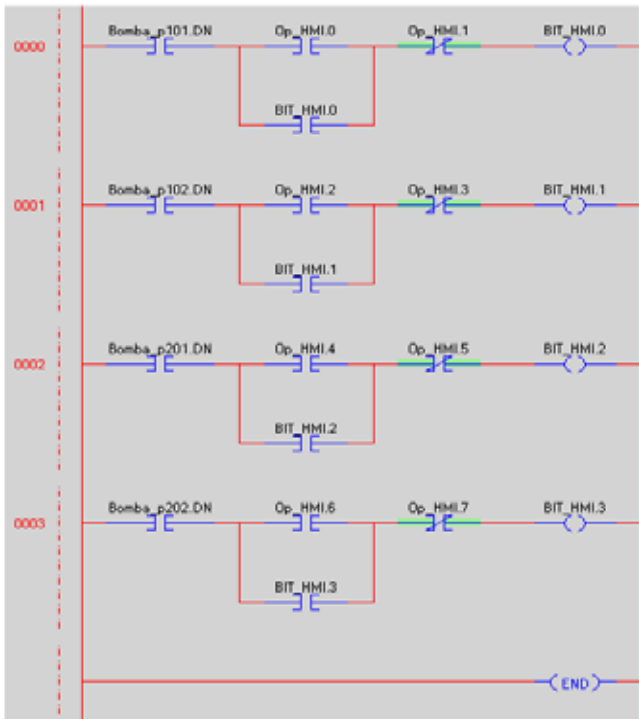 Bomba_p101.DN Op_HMI.0 Op_HMI.1 BIT_HMI.0
0000
BIT_HMI.0
Bomba_p102.DN Op_HMI.2 Op_HMI.3 BIT_HMI.1
0001
BIT_HMI.1
Bomba_p201.DN Op_HMI.4 Op_HMI.5 BIT_HMI.2
0002
BIT_HMI.2
Bomba_p202.DN Op_HMI.6 Op_HMI.7 BIT_HMI.3
0003
BIT_HMI.3
END